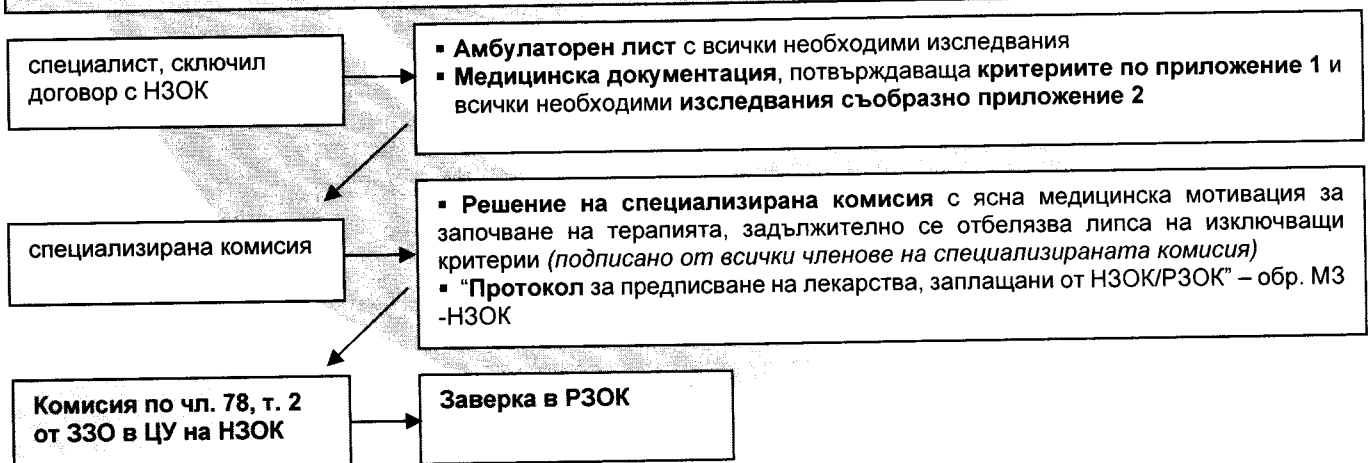 специалист, сключил
договор с НЗОК
▪ Амбулаторен лист с всички необходими изследвания
▪ Медицинска документация, потвърждаваща критериите по приложение 1 и
всички необходими изследвания съобразно приложение 2
специализирана комисия
▪ Решение на специализирана комисия с ясна медицинска мотивация за
започване на терапията, задължително се отбелязва липса на изключващи
критерии (подписано от всички членове на специализираната комисия)
▪ "Протокол за предписване на лекарства, заплащани от НЗОК/РЗОК" – обр. МЗ
-НЗОК
Комисия по чл. 78, т. 2
от ЗЗО в ЦУ на НЗОК
Заверка в РЗОК